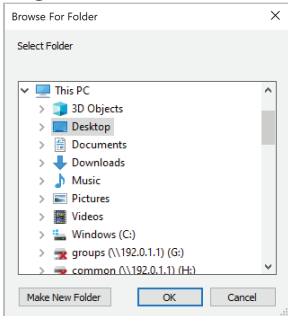 Browse For Folder
Select Folder
This PC
3D Objects
Desktop
Documents
Downloads
Music
Pictures
Videos
Windows (C:)
groups (\\192.0.1.1) (G:)
common (\\192.0.1.1) (H:)
Make New Folder OK Cancel